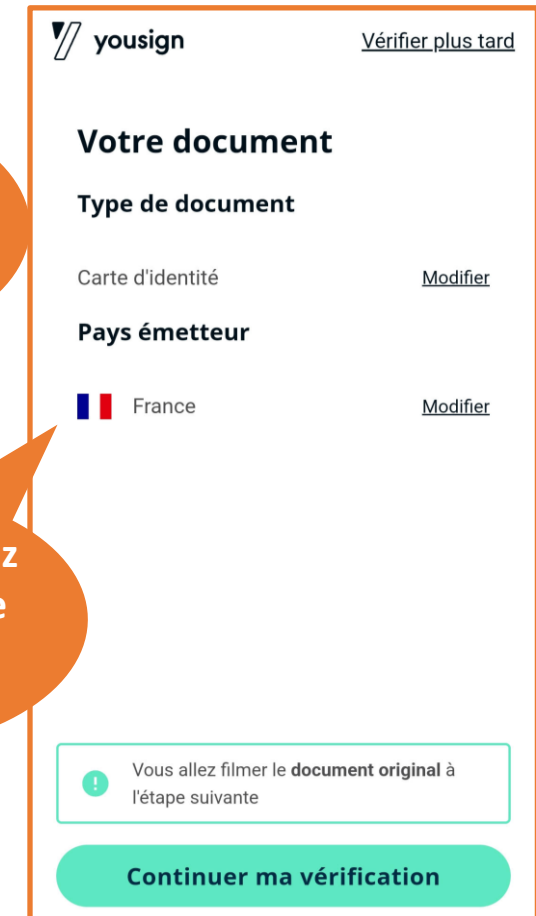 yousign
Vérifier plus tard
Votre document
Type de document
Carte d'identité
Modifier
Pays émetteur
France
Modifier
Vous allez filmer le document original à
l'étape suivante
Continuer ma vérification